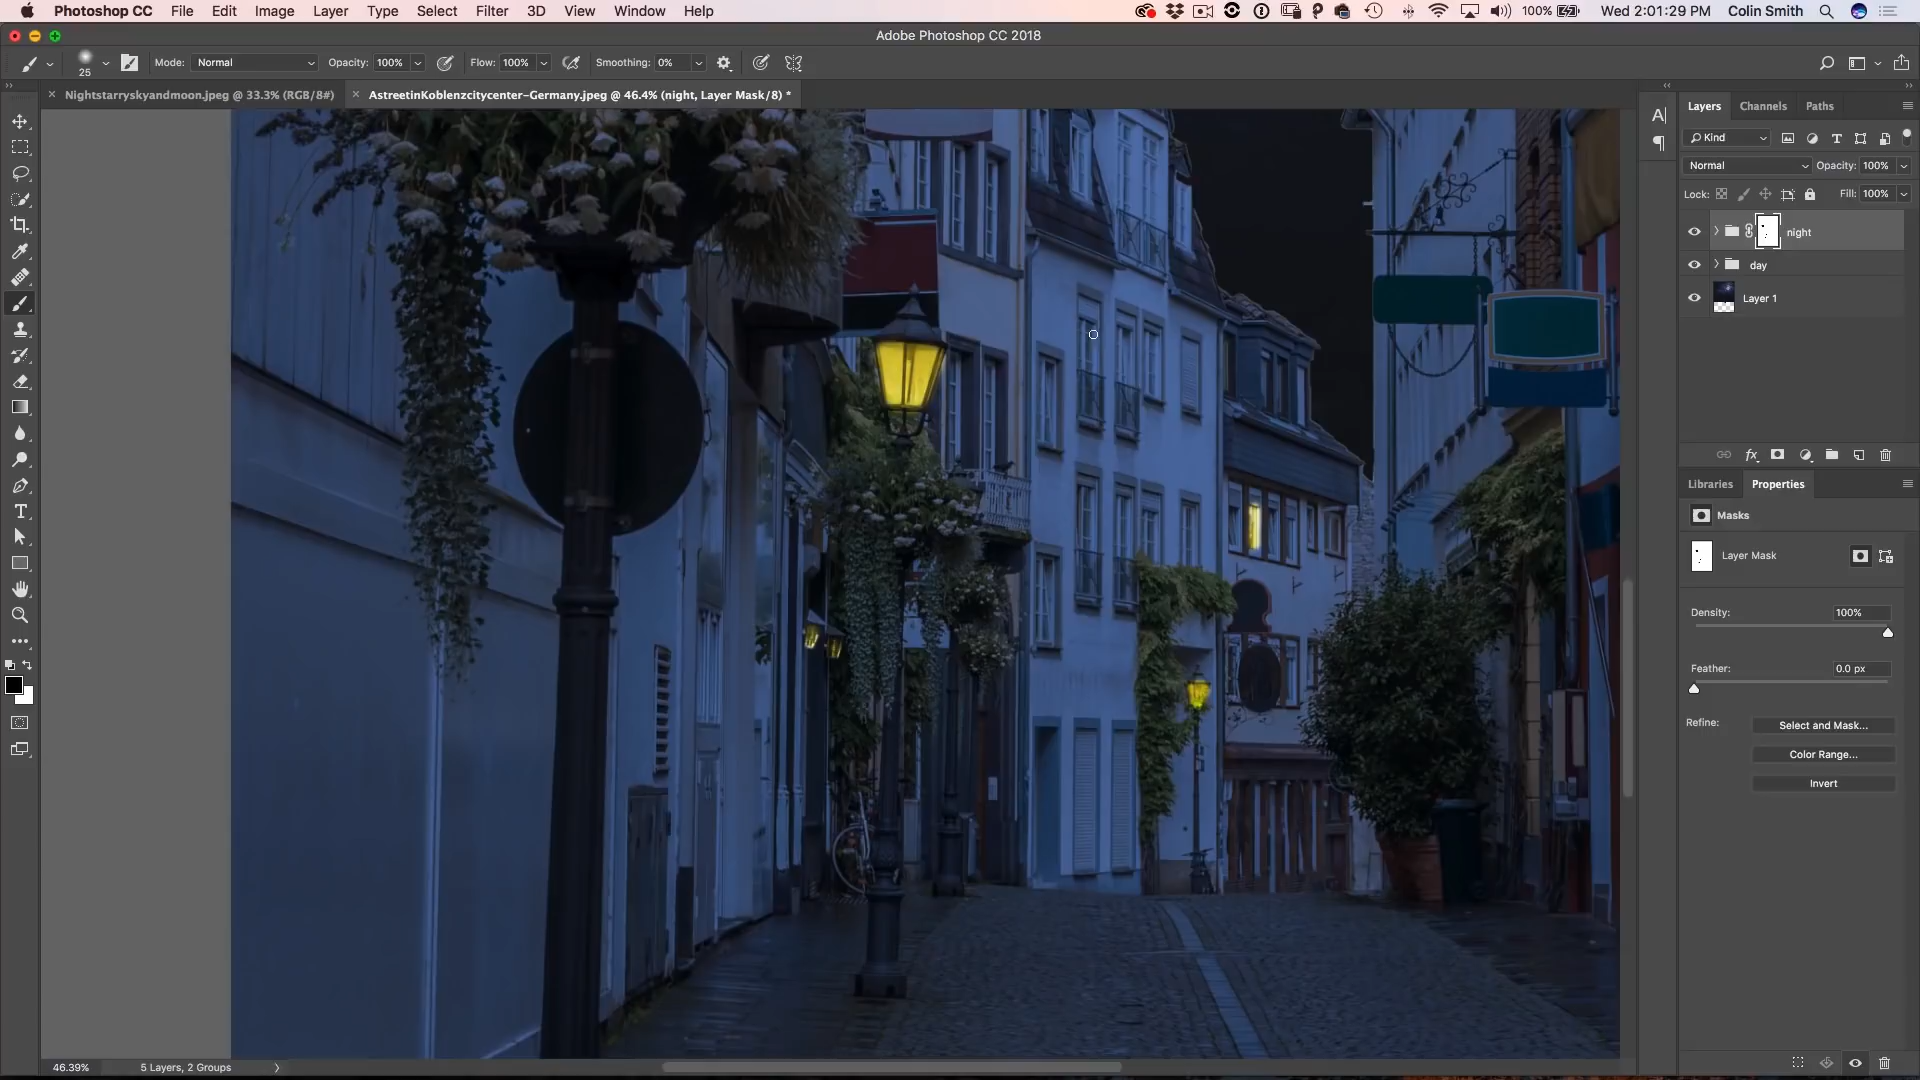 Photoshop CC File Edit Image Layer Type Select Filter 3D View Window Help 100% Wed 2:01:29 PM Colin Smith
Adobe Photoshop CC 2018
25 Mode: Normal Opacity: 100% Flow: 100% Smoothing: 0%
Nightstarryskyandmoon.jpeg @ 33.3% (RGB/8#) AstreetinKoblenzcitycenter-Germany.jpeg @ 46.4% (night, Layer Mask/8) *
Layers Channels Paths
Kind
Normal Opacity: 100%
Lock: Fill: 100%
night
day
Layer 1
Libraries Properties
Masks
Layer Mask
Density: 100%
Feather: 0.0 px
Refine: Select and Mask...
Color Range...
Invert
46.39% 5 Layers, 2 Groups